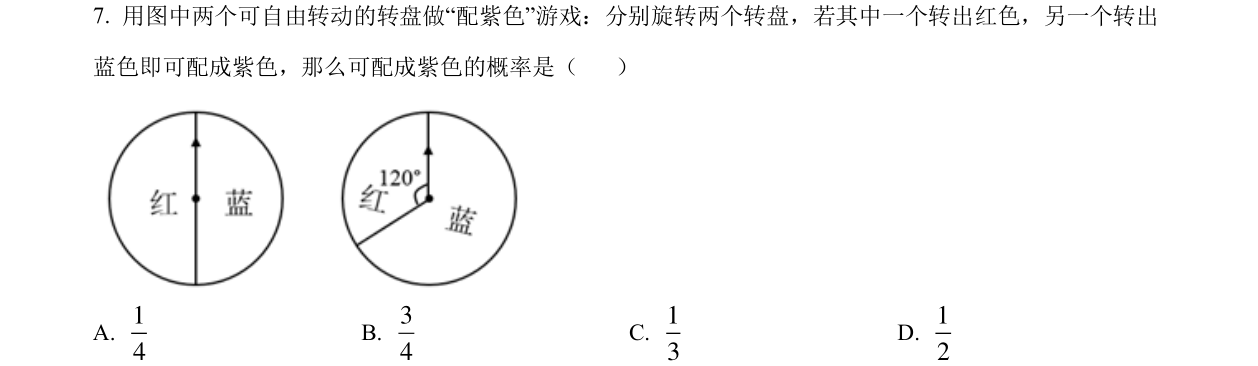 7. 用图中两个可自由转动的转盘做“配紫色”游戏：分别旋转两个转盘，若其中一个转出红色，另一个转出
蓝色即可配成紫色，那么可配成紫色的概率是（　　）
红 蓝 120° 红 蓝
A. 1/4 B. 3/4 C. 1/3 D. 1/2